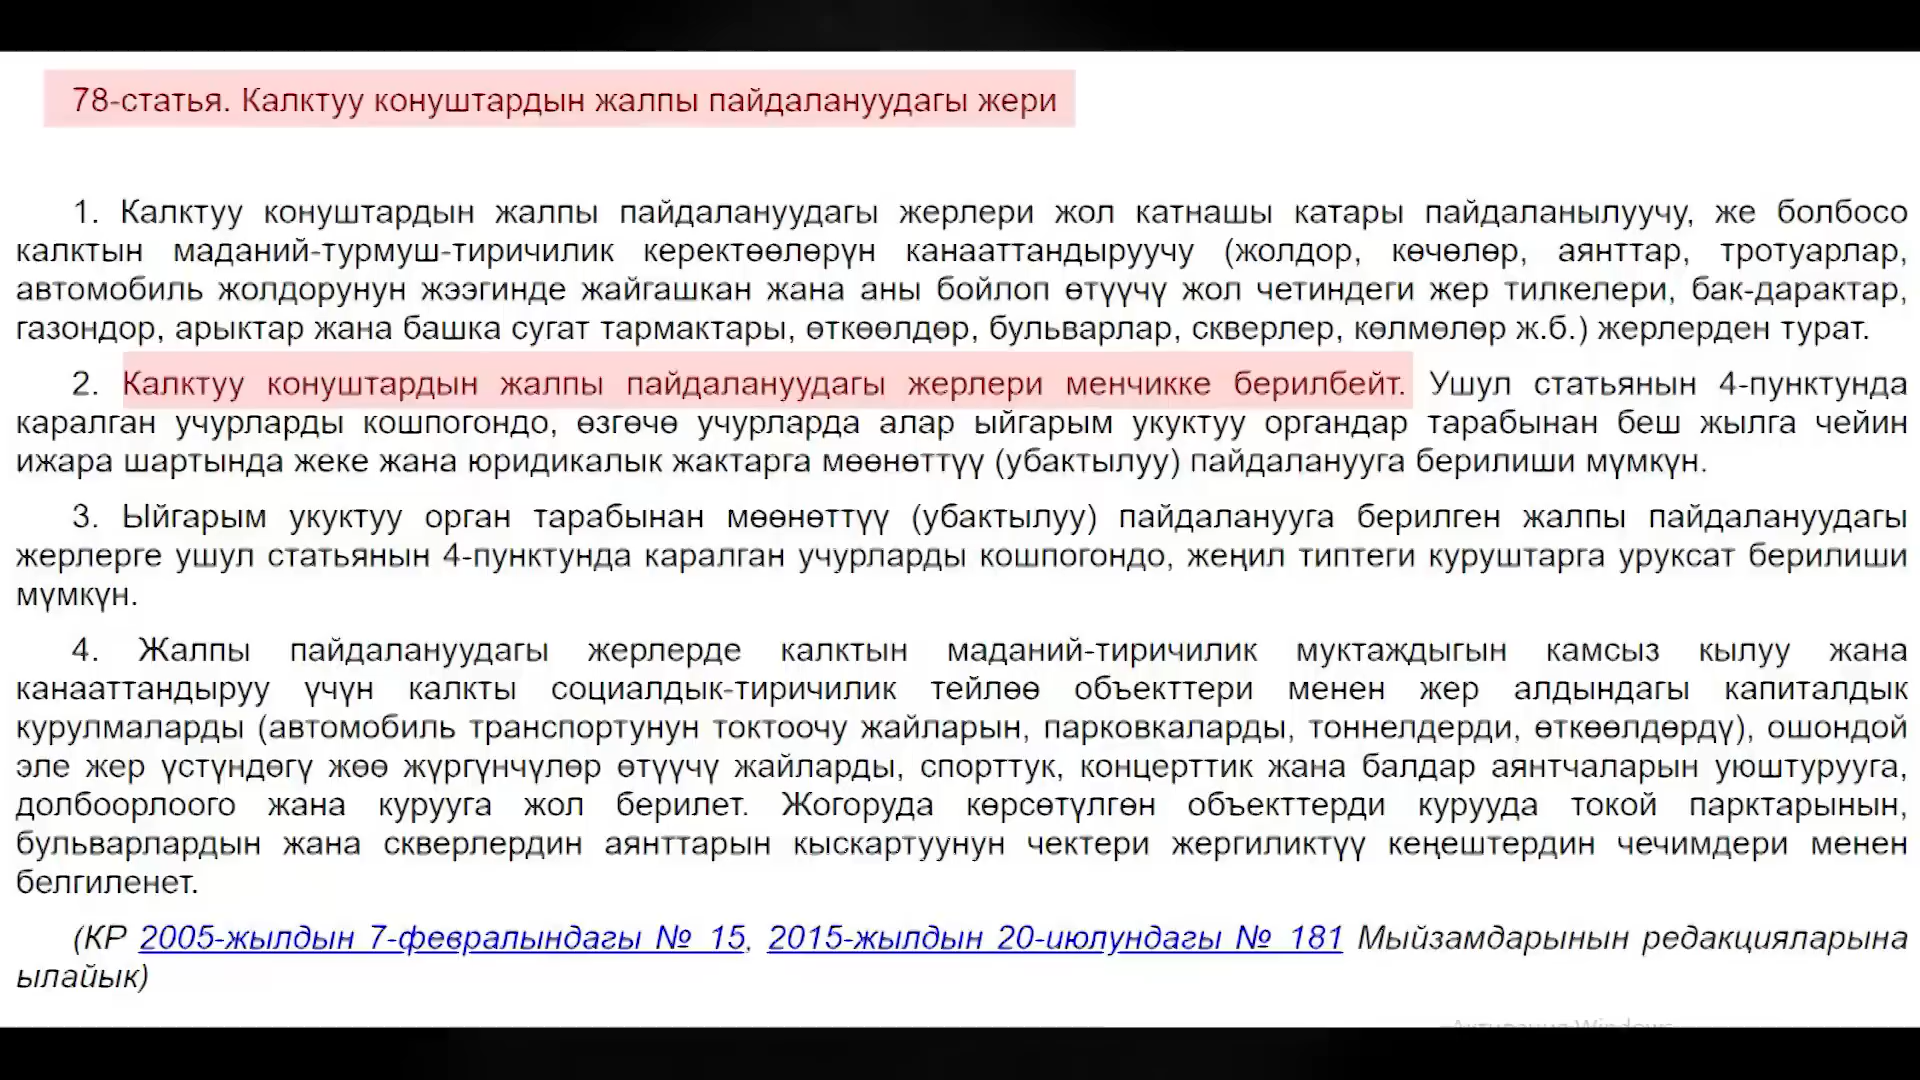 78-статья. Калктуу конуштардын жалпы пайдалануудагы жери
1. Калктуу конуштардын жалпы пайдалануудагы жерлери жол катнашы катары пайдаланылуучу, же болбосо
калктын маданий-турмуш-тиричилик керектөөлөрүн канааттандыруучу (жолдор, көчөлөр, аянттар, тротуарлар,
автомобиль жолдорунун жээгинде жайгашкан жана аны бойлоп өтүүчү жол четиндеги жер тилкелери, бак-дарактар,
газондор, арыктар жана башка сугат тармактары, өткөөлдөр, бульварлар, скверлер, көлмөлөр ж.б.) жерлерден турат.
2. Калктуу конуштардын жалпы пайдалануудагы жерлери менчикке берилбейт. Ушул статьянын 4-пунктунда
каралган учурларды кошпогондо, өзгөчө учурларда алар ыйгарым укуктуу органдар тарабынан беш жылга чейин
ижара шартында жеке жана юридикалык жактарга мөөнөттүү (убактылуу) пайдаланууга берилиши мүмкүн.
3. Ыйгарым укуктуу орган тарабынан мөөнөттүү (убактылуу) пайдаланууга берилген жалпы пайдалануудагы
жерлерге ушул статьянын 4-пунктунда каралган учурларды кошпогондо, жеңил типтеги куруштарга уруксат берилиши
мүмкүн.
4. Жалпы пайдалануудагы жерлерде калктын маданий-тиричилик муктаждыгын камсыз кылуу жана
канааттандыруу үчүн калкты социалдык-тиричилик тейлөө объекттери менен жер алдындагы капиталдык
курулмаларды (автомобиль транспортунун токтоочу жайларын, парковкаларды, тоннелдерди, өткөөлдөрдү), ошондой
эле жер үстүндөгү жөө жүргүнчүлөр өтүүчү жайларды, спорттук, концерттик жана балдар аянтчаларын уюштурууга,
долбоорлоого жана курууга жол берилет. Жогоруда көрсөтүлгөн объекттерди курууда токой парктарынын,
бульварлардын жана скверлердин аянттарын кыскартуунун чектери жергиликтүү кеңештердин чечимдери менен
белгиленет.
(КР 2005-жылдын 7-февралындагы № 15, 2015-жылдын 20-июлундагы № 181 Мыйзамдарынын редакцияларына
ылайык)